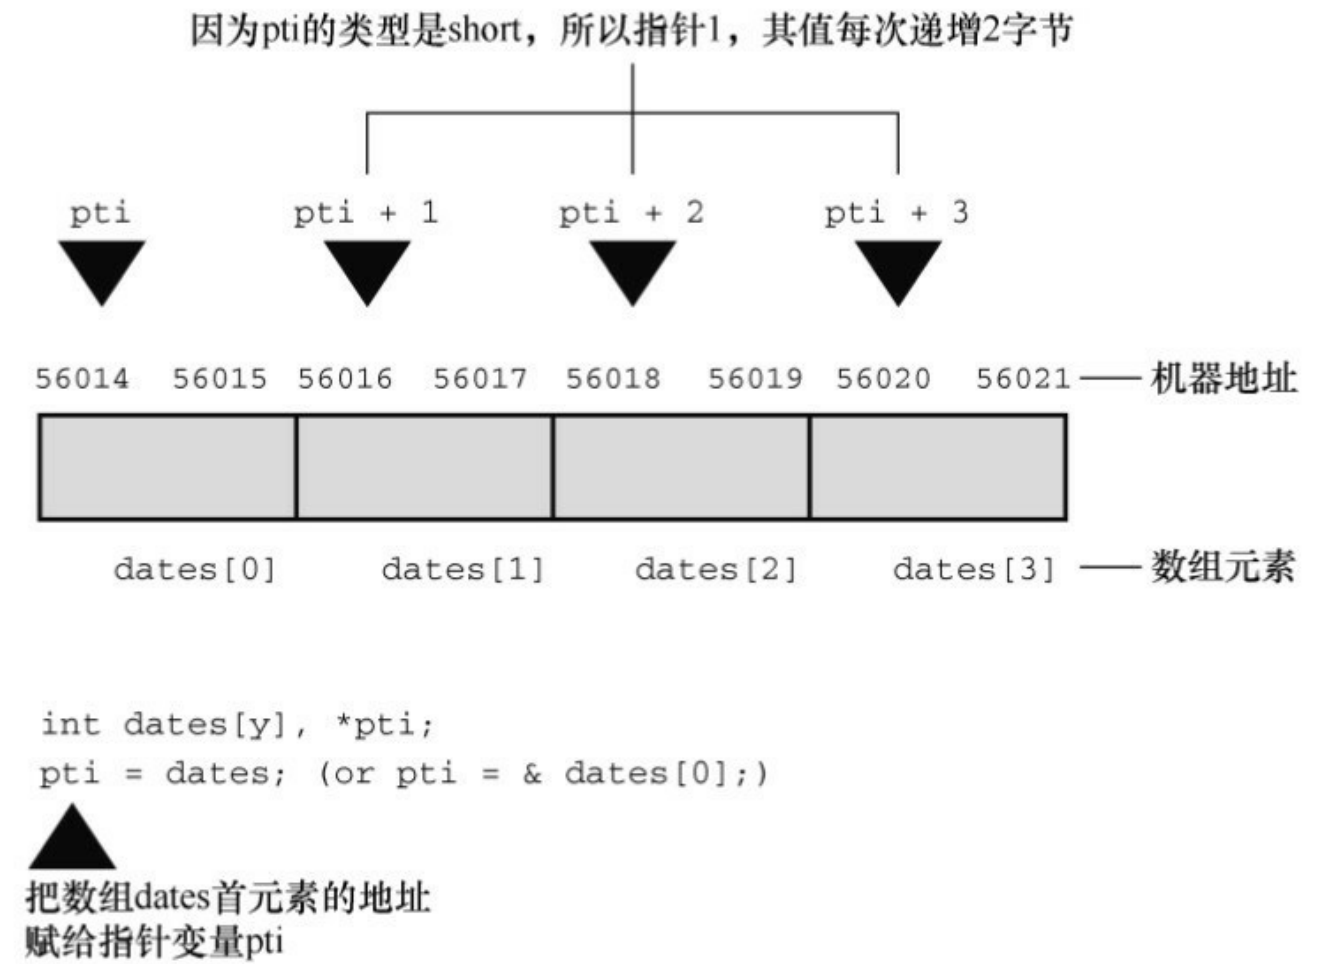 因为pti的类型是short，所以指针1，其值每次递增2字节
pti pti + 1 pti + 2 pti + 3
56014 56015 56016 56017 56018 56019 56020 56021 机器地址
dates[0] dates[1] dates[2] dates[3] 数组元素
int dates[y], *pti;
pti = dates; (or pti = & dates[0];)
把数组dates首元素的地址
赋给指针变量pti